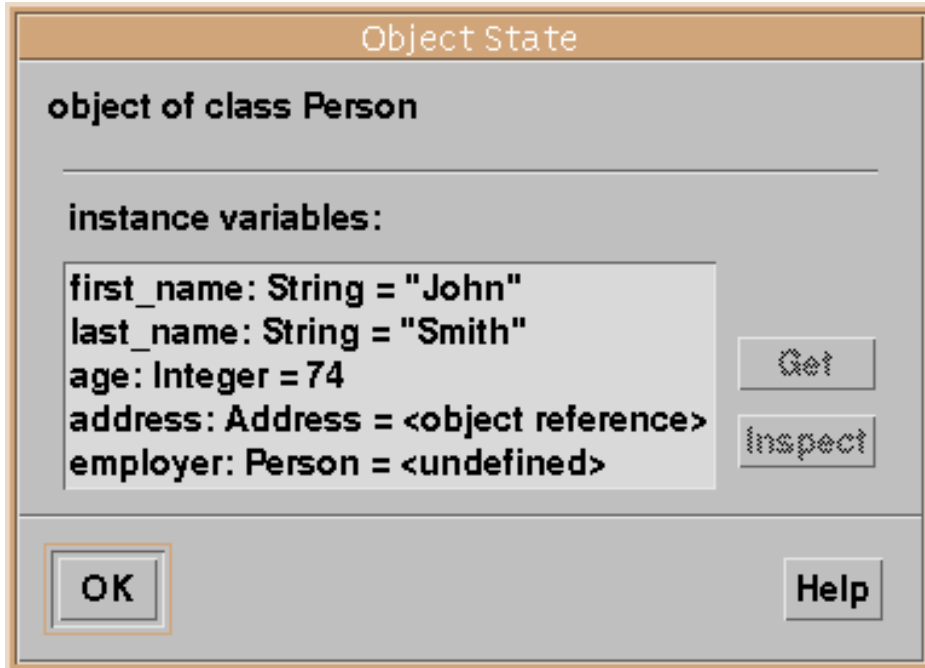 Object State
object of class Person
instance variables:
first_name: String = "John"
last_name: String = "Smith"
age: Integer = 74
address: Address = <object reference>
employer: Person = <undefined>
Get
Inspect
OK
Help